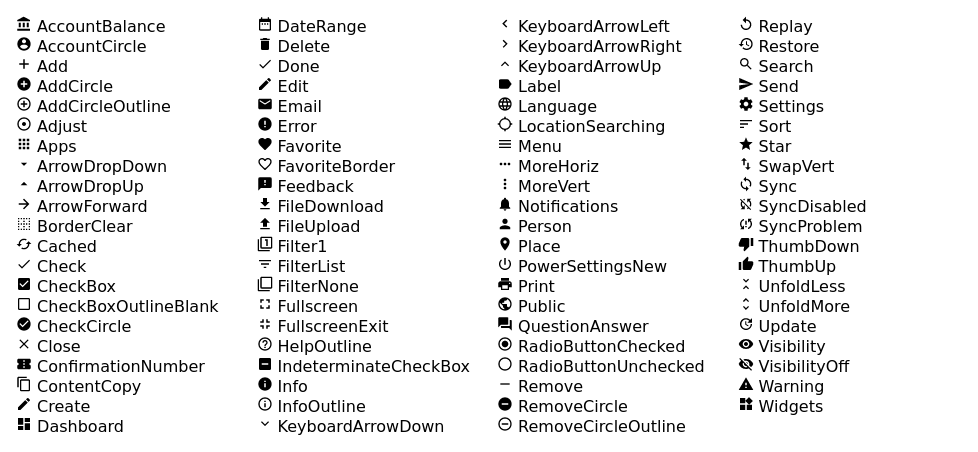 AccountBalance
AccountCircle
Add
AddCircle
AddCircleOutline
Adjust
Apps
ArrowDropDown
ArrowDropUp
ArrowForward
BorderClear
Cached
Check
CheckBox
CheckBoxOutlineBlank
CheckCircle
Close
ConfirmationNumber
ContentCopy
Create
Dashboard
DateRange
Delete
Done
Edit
Email
Error
Favorite
FavoriteBorder
Feedback
FileDownload
FileUpload
Filter1
FilterList
FilterNone
Fullscreen
FullscreenExit
HelpOutline
IndeterminateCheckBox
Info
InfoOutline
KeyboardArrowDown
KeyboardArrowLeft
KeyboardArrowRight
KeyboardArrowUp
Label
Language
LocationSearching
Menu
MoreHoriz
MoreVert
Notifications
Person
Place
PowerSettingsNew
Print
Public
QuestionAnswer
RadioButtonChecked
RadioButtonUnchecked
Remove
RemoveCircle
RemoveCircleOutline
Replay
Restore
Search
Send
Settings
Sort
Star
SwapVert
Sync
SyncDisabled
SyncProblem
ThumbDown
ThumbUp
UnfoldLess
UnfoldMore
Update
Visibility
VisibilityOff
Warning
Widgets